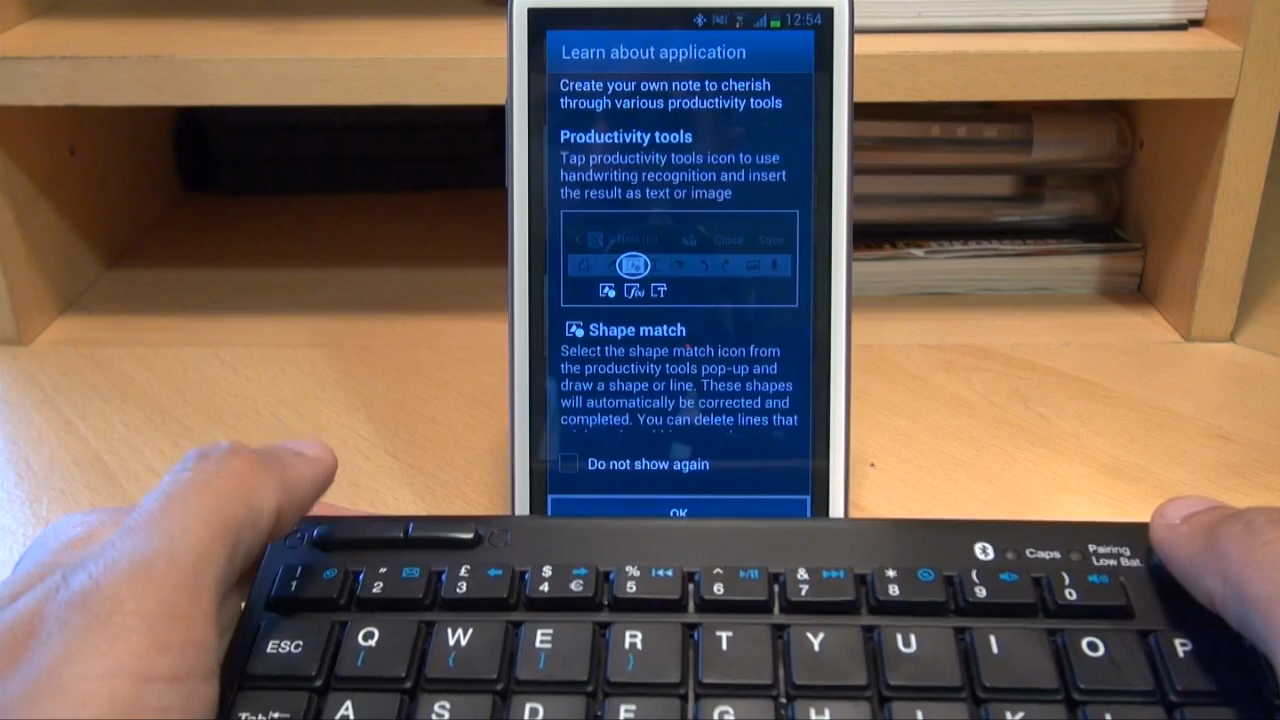 12:54
Learn about application
Create your own note to cherish
through various productivity tools
Productivity tools
Tap productivity tools icon to use
handwriting recognition and insert
the result as text or image
Close Save
f(x) T
Shape match
Select the shape match icon from
the productivity tools pop-up and
draw a shape or line. These shapes
will automatically be corrected and
completed. You can delete lines that
Do not show again
OK
Caps Pairing
Low Bat.
! " £ $ % ^ & * ( )
1 2 3 4 € 5 6 7 8 9 0
ESC Q W E R T Y U I O P
[ ( ] )
Tab A S D F G H